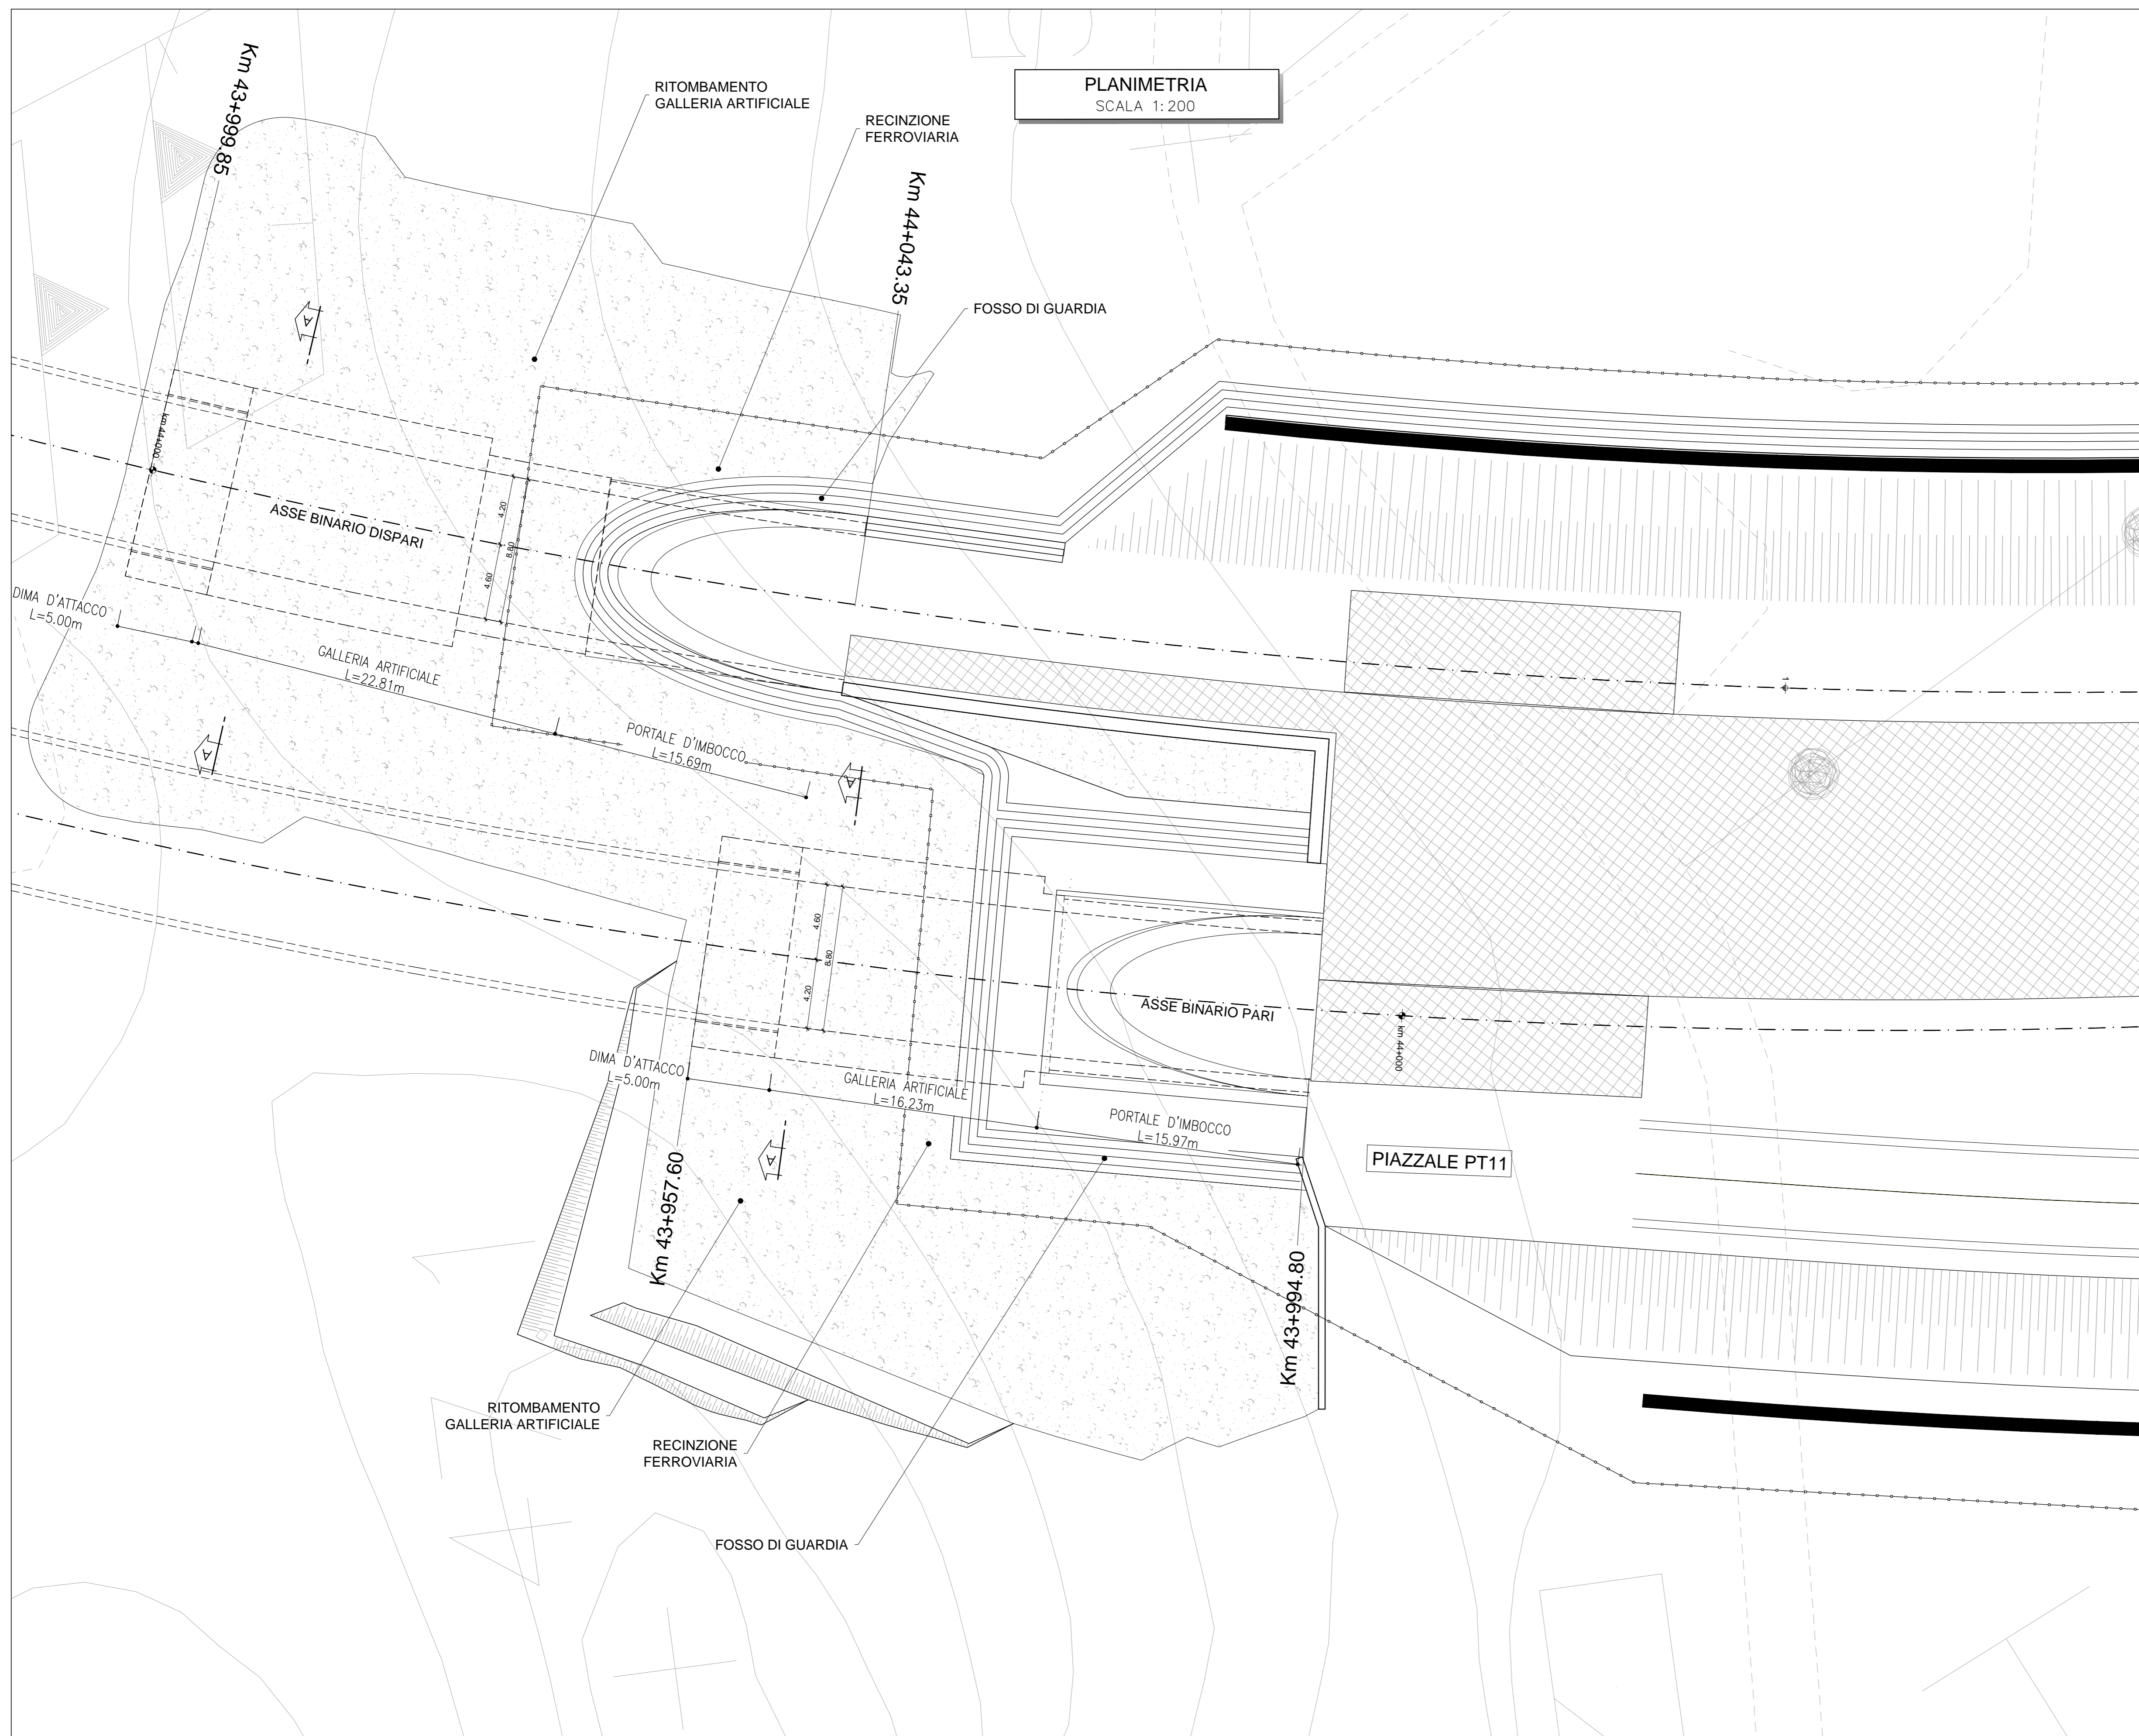 PLANIMETRIA
SCALA 1:200
Km 43+999.85
RITOMBAMENTO
GALLERIA ARTIFICIALE
RECINZIONE
FERROVIARIA
Km 44+043.35
FOSSO DI GUARDIA
A
km 44+000
ASSE BINARIO DISPARI
4.20
8.80
4.60
DIMA D'ATTACCO
L=5.00m
GALLERIA ARTIFICIALE
L=22.81m
PORTALE D'IMBOCCO
L=15.69m
A
A
1
4.60
8.80
4.20
ASSE BINARIO PARI
km 44+000
DIMA D'ATTACCO
L=5.00m
GALLERIA ARTIFICIALE
L=16.23m
PORTALE D'IMBOCCO
L=15.97m
A
PIAZZALE PT11
Km 43+957.60
Km 43+994.80
RITOMBAMENTO
GALLERIA ARTIFICIALE
RECINZIONE
FERROVIARIA
FOSSO DI GUARDIA